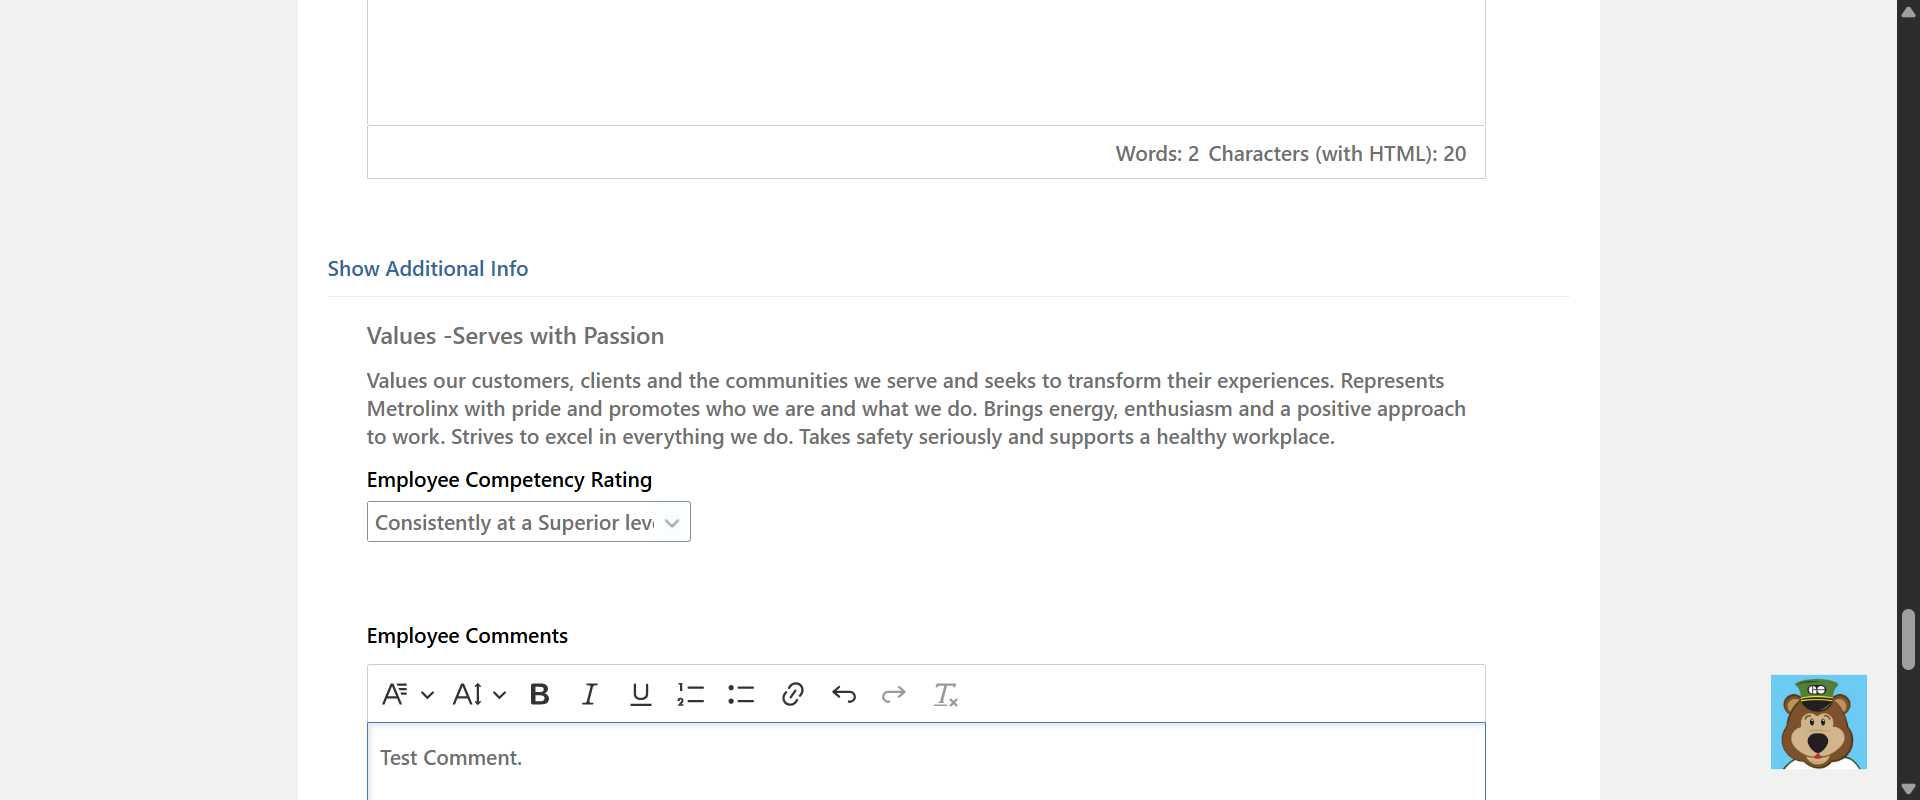 Words: 2 Characters (with HTML): 20
Show Additional Info
Values -Serves with Passion
Values our customers, clients and the communities we serve and seeks to transform their experiences. Represents
Metrolinx with pride and promotes who we are and what we do. Brings energy, enthusiasm and a positive approach
to work. Strives to excel in everything we do. Takes safety seriously and supports a healthy workplace.
Employee Competency Rating
Consistently at a Superior leve
Employee Comments
Test Comment.
GO